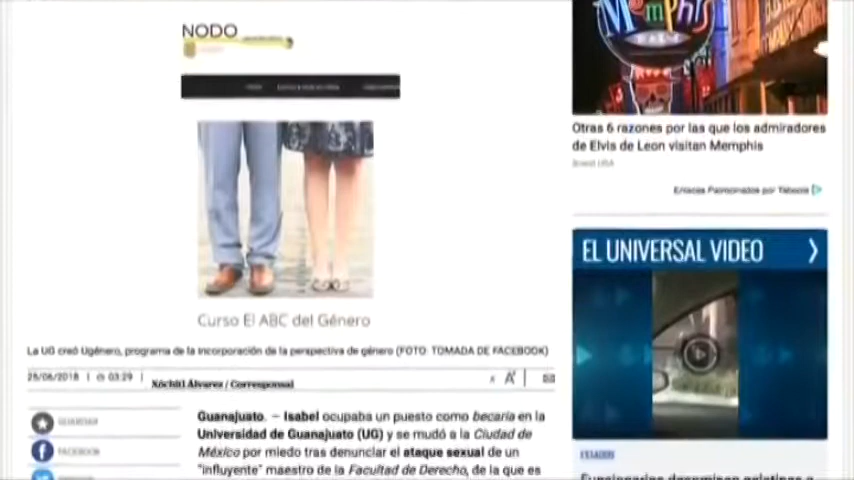 NODO
Memphis
Otras 6 razones por las que los admiradores
de Elvis de Leon visitan Memphis
Enlaces Patrocinados por Taboola
EL UNIVERSAL VIDEO
Curso El ABC del Género
La UG creó Ugénero, programa de la incorporación de la perspectiva de género (FOTO: TOMADA DE FACEBOOK)
25/06/2018 | 03:29 | Xóchitl Álvarez / Corresponsal
GUARDAR
FACEBOOK
Guanajuato. — Isabel ocupaba un puesto como becaria en la
Universidad de Guanajuato (UG) y se mudó a la Ciudad de
México por miedo tras denunciar el ataque sexual de un
"influyente" maestro de la Facultad de Derecho, de la que es
ESTADOS